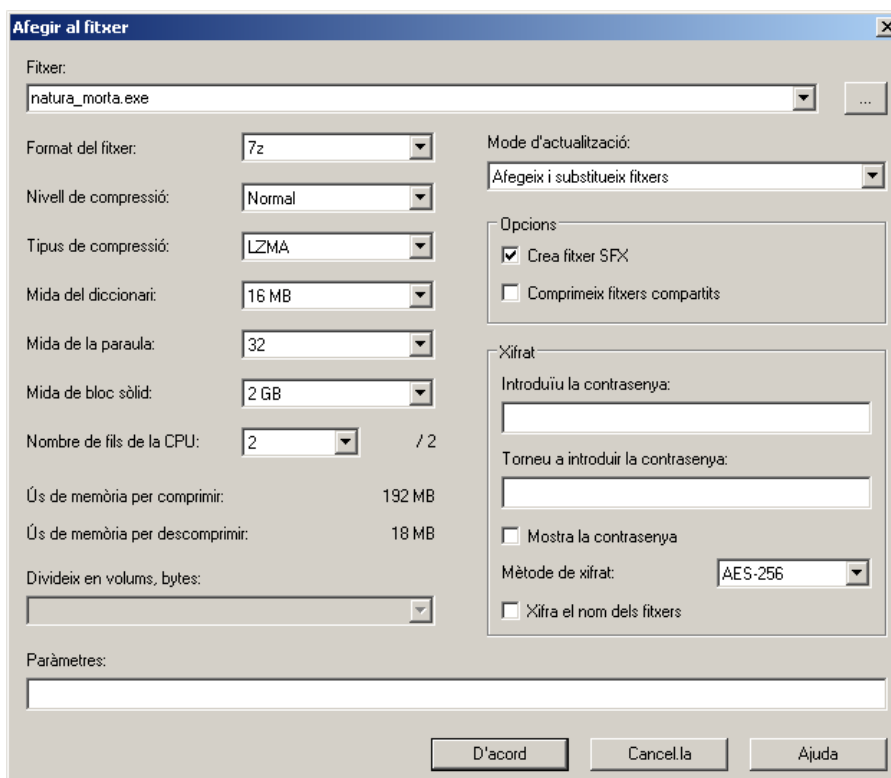 Afegir al fitxer
Fitxer:
natura_morta.exe
...
Format del fitxer:
7z
Nivell de compressió:
Normal
Tipus de compressió:
LZMA
Mida del diccionari:
16 MB
Mida de la paraula:
32
Mida de bloc sòlid:
2 GB
Nombre de fils de la CPU:
2
/ 2
Ús de memòria per comprimir:
192 MB
Ús de memòria per descomprimir:
18 MB
Divideix en volums, bytes:
Mode d'actualització:
Afegeix i substitueix fitxers
Opcions
Crea fitxer SFX
Comprimeix fitxers compartits
Xifrat
Introduïu la contrasenya:
Torneu a introduir la contrasenya:
Mostra la contrasenya
Mètode de xifrat:
AES-256
Xifra el nom dels fitxers
Paràmetres:
D'acord
Cancel.la
Ajuda